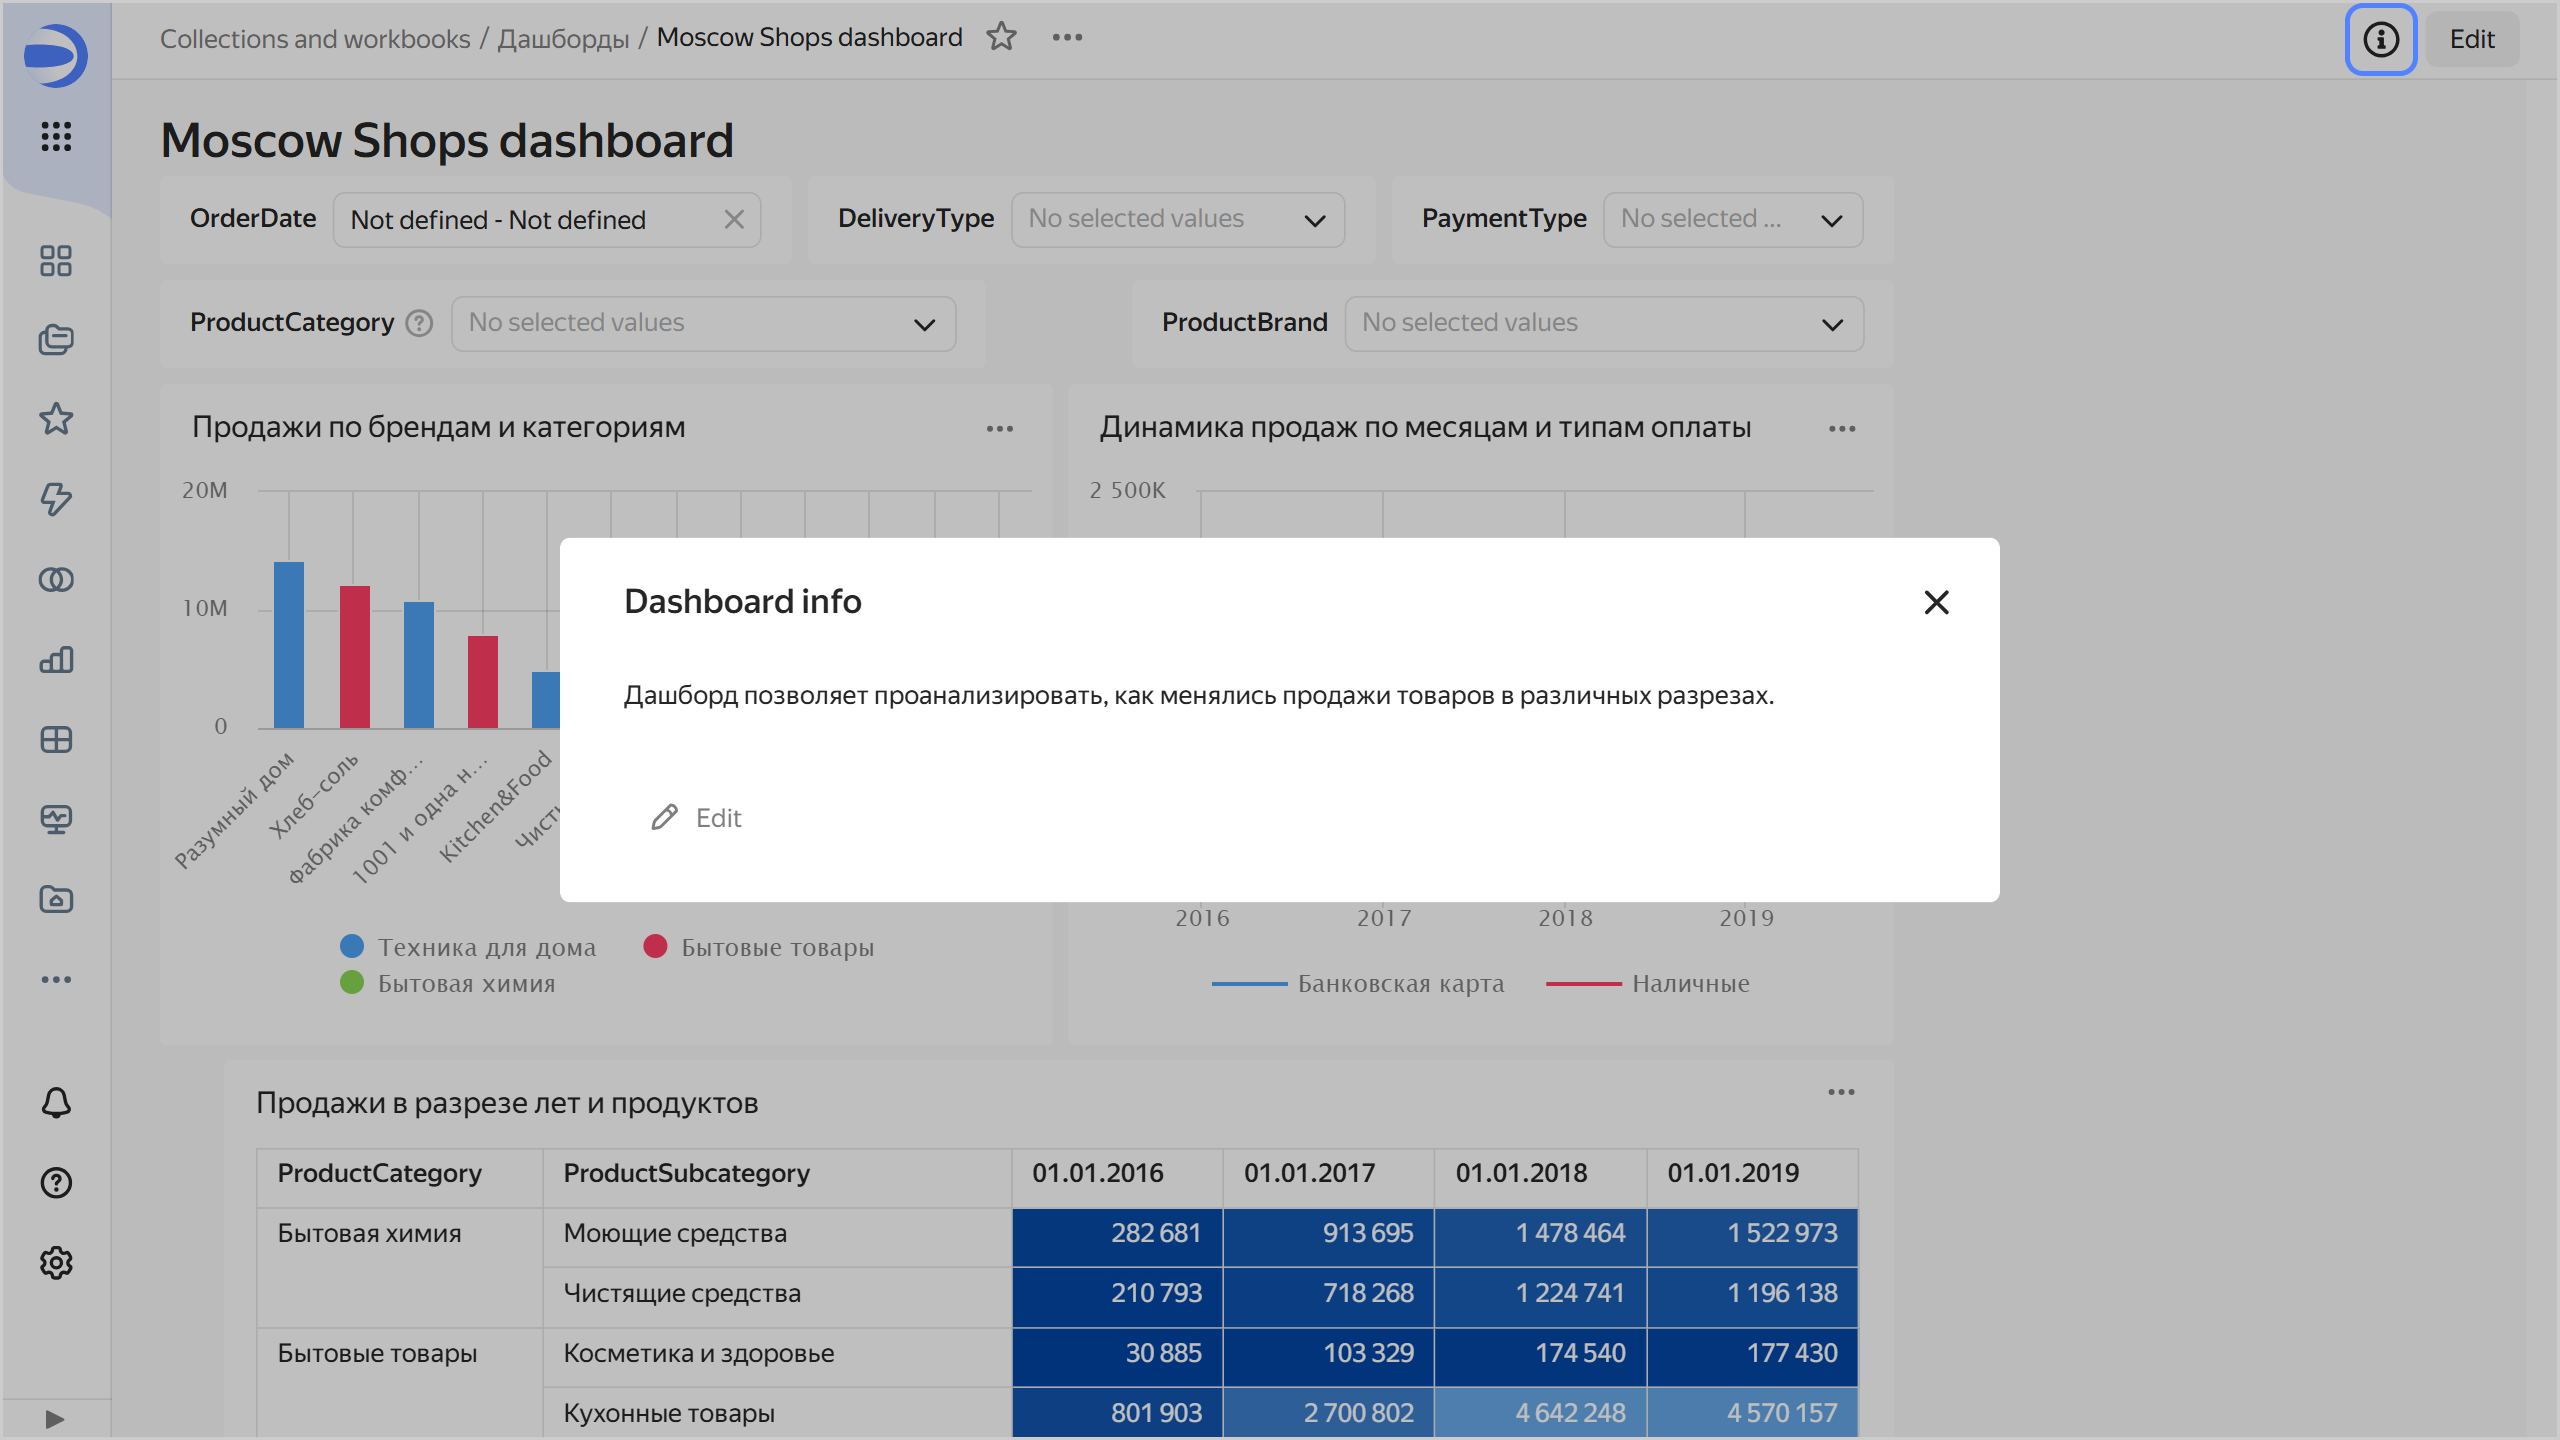 Collections and workbooks / Дашборды / Moscow Shops dashboard
Edit
Moscow Shops dashboard
OrderDate Not defined - Not defined DeliveryType No selected values PaymentType No selected ...
ProductCategory No selected values ProductBrand No selected values
Продажи по брендам и категориям
20M
10M
0
Разумный дом
Хлеб-соль
Фабрика комф...
1001 и одна н...
Kitchen&Food
Техника для дома Бытовые товары
Бытовая химия
Динамика продаж по месяцам и типам оплаты
2 500K
2016 2017 2018 2019
Банковская карта Наличные
Dashboard info
Дашборд позволяет проанализировать, как менялись продажи товаров в различных разрезах.
Edit
Продажи в разрезе лет и продуктов
ProductCategory ProductSubcategory 01.01.2016 01.01.2017 01.01.2018 01.01.2019
Бытовая химия Моющие средства 282 681 913 695 1 478 464 1 522 973
Чистящие средства 210 793 718 268 1 224 741 1 196 138
Бытовые товары Косметика и здоровье 30 885 103 329 174 540 177 430
Кухонные товары 801 903 2 700 802 4 642 248 4 570 157